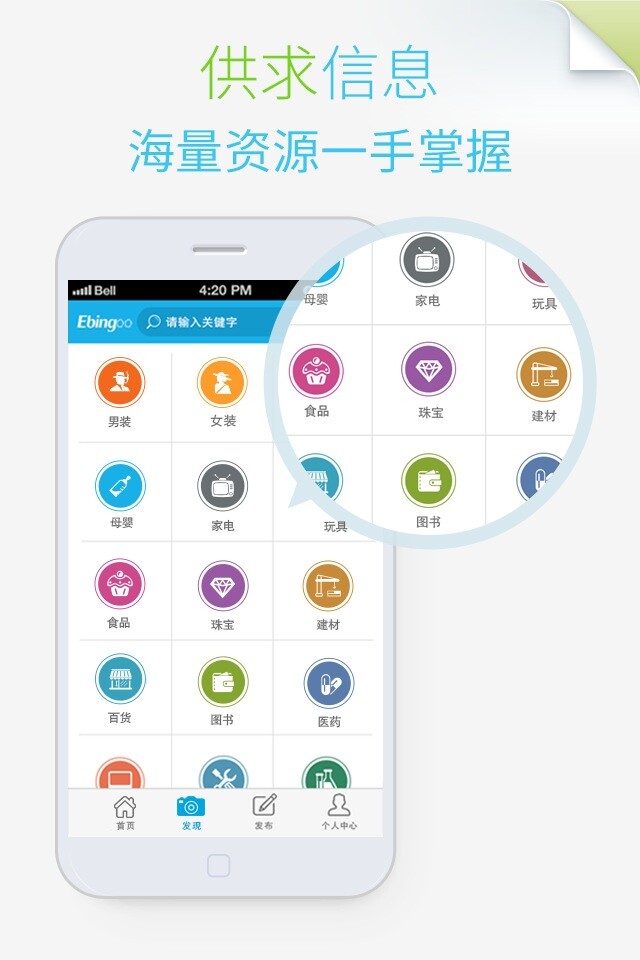 供求信息
海量资源一手掌握
Bell
4:20 PM
Ebingoo
请输入关键字
男装
女装
母婴
家电
玩具
食品
珠宝
建材
百货
图书
医药
首页
发现
发布
个人中心
母婴
家电
玩具
食品
珠宝
建材
图书